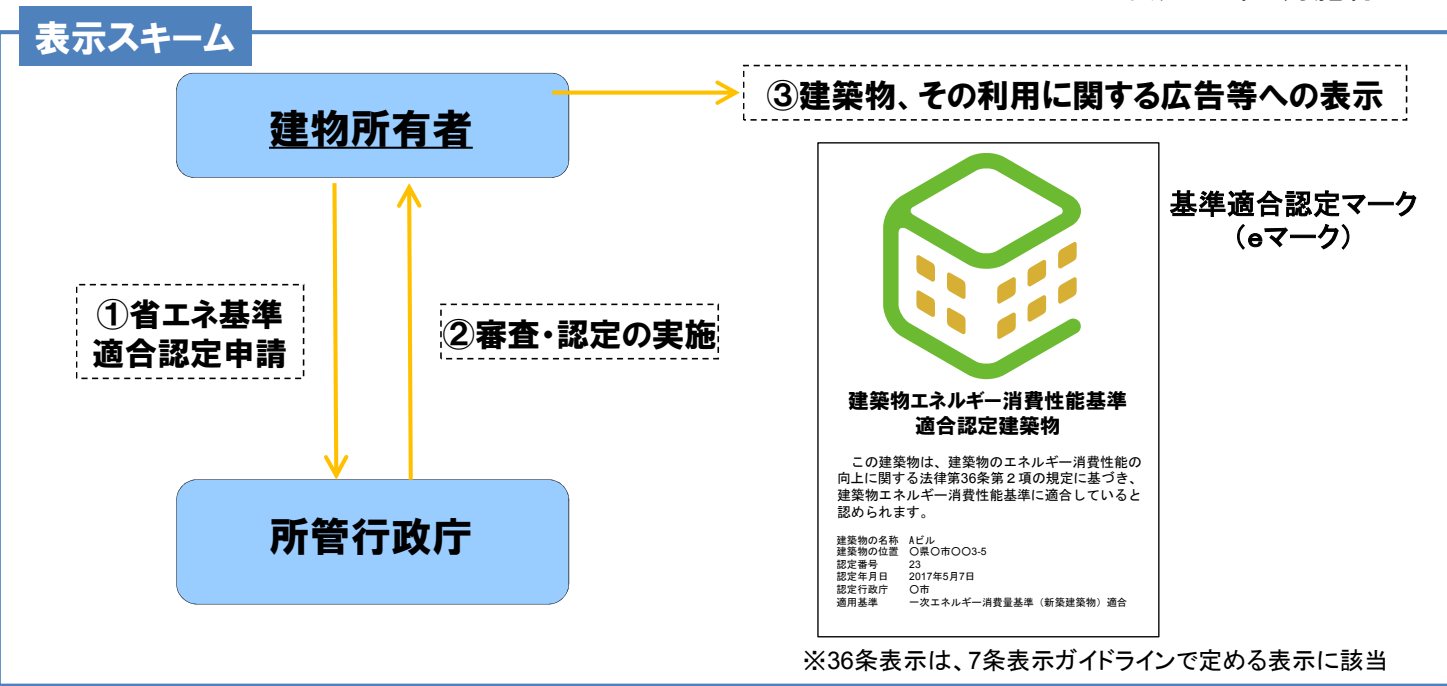 表示スキーム
建物所有者
③建築物、その利用に関する広告等への表示
基準適合認定マーク
（eマーク）
①省エネ基準
適合認定申請
②審査・認定の実施
所管行政庁
建築物エネルギー消費性能基準
適合認定建築物
この建築物は、建築物のエネルギー消費性能の
向上に関する法律第36条第２項の規定に基づき、
建築物エネルギー消費性能基準に適合していると
認められます。
建築物の名称 Aビル
建築物の位置 〇県〇市〇〇3-5
認定番号 23
認定年月日 2017年5月7日
認定行政庁 〇市
適用基準 一次エネルギー消費量基準（新築建築物）適合
※36条表示は、7条表示ガイドラインで定める表示に該当